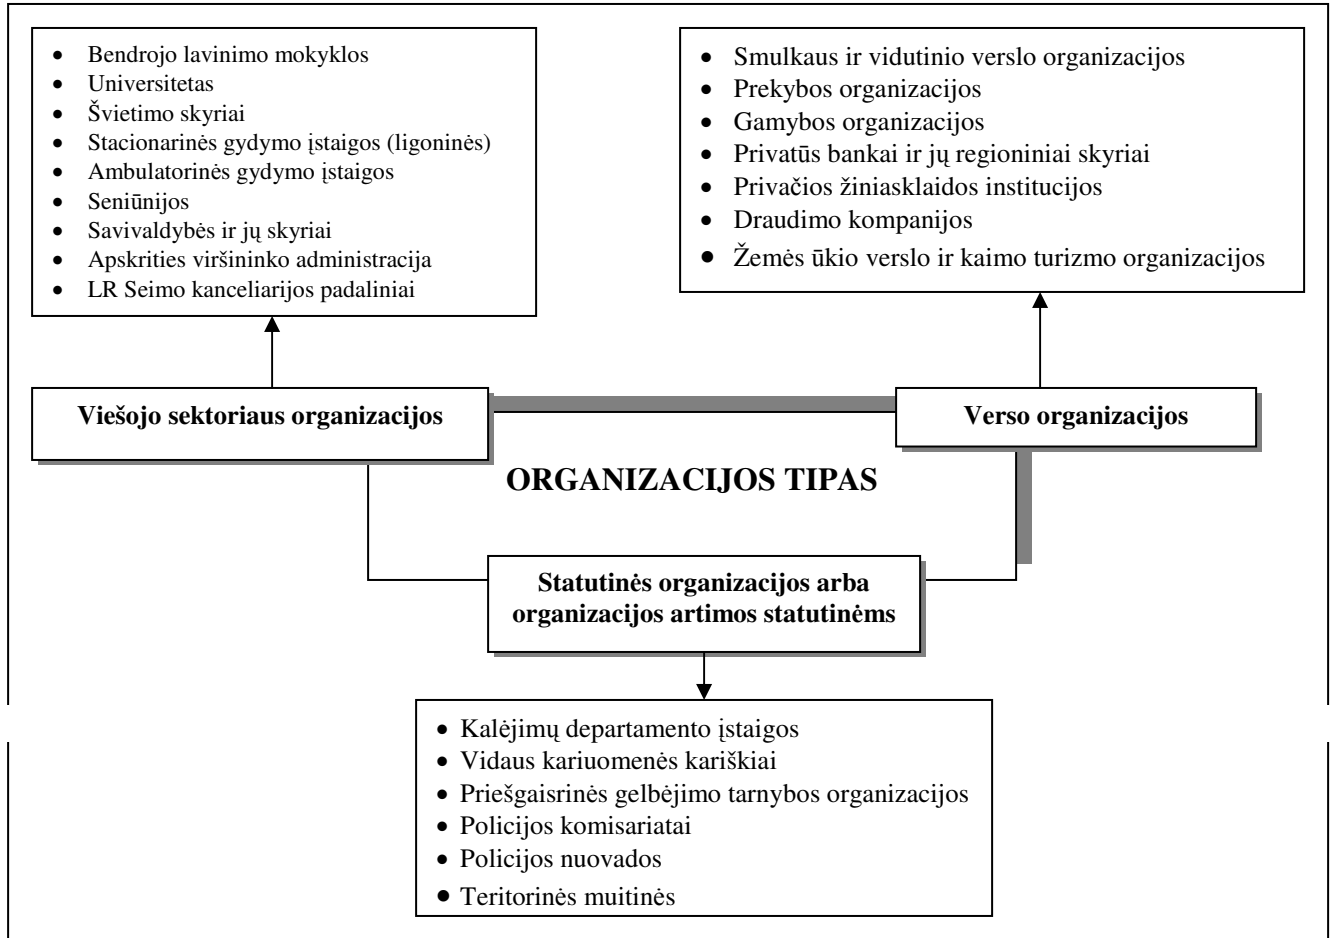 • Bendrojo lavinimo mokyklos
• Universitetas
• Švietimo skyriai
• Stacionarinės gydymo įstaigos (ligoninės)
• Ambulatorinės gydymo įstaigos
• Seniūnijos
• Savivaldybės ir jų skyriai
• Apskrities viršininko administracija
• LR Seimo kanceliarijos padaliniai
• Smulkaus ir vidutinio verslo organizacijos
• Prekybos organizacijos
• Gamybos organizacijos
• Privatūs bankai ir jų regioniniai skyriai
• Privačios žiniasklaidos institucijos
• Draudimo kompanijos
• Žemės ūkio verslo ir kaimo turizmo organizacijos
Viešojo sektoriaus organizacijos
Verso organizacijos
ORGANIZACIJOS TIPAS
Statutinės organizacijos arba
organizacijos artimos statutinėms
• Kalėjimų departamento įstaigos
• Vidaus kariuomenės kariškiai
• Priešgaisrinės gelbėjimo tarnybos organizacijos
• Policijos komisariatai
• Policijos nuovados
• Teritorinės muitinės